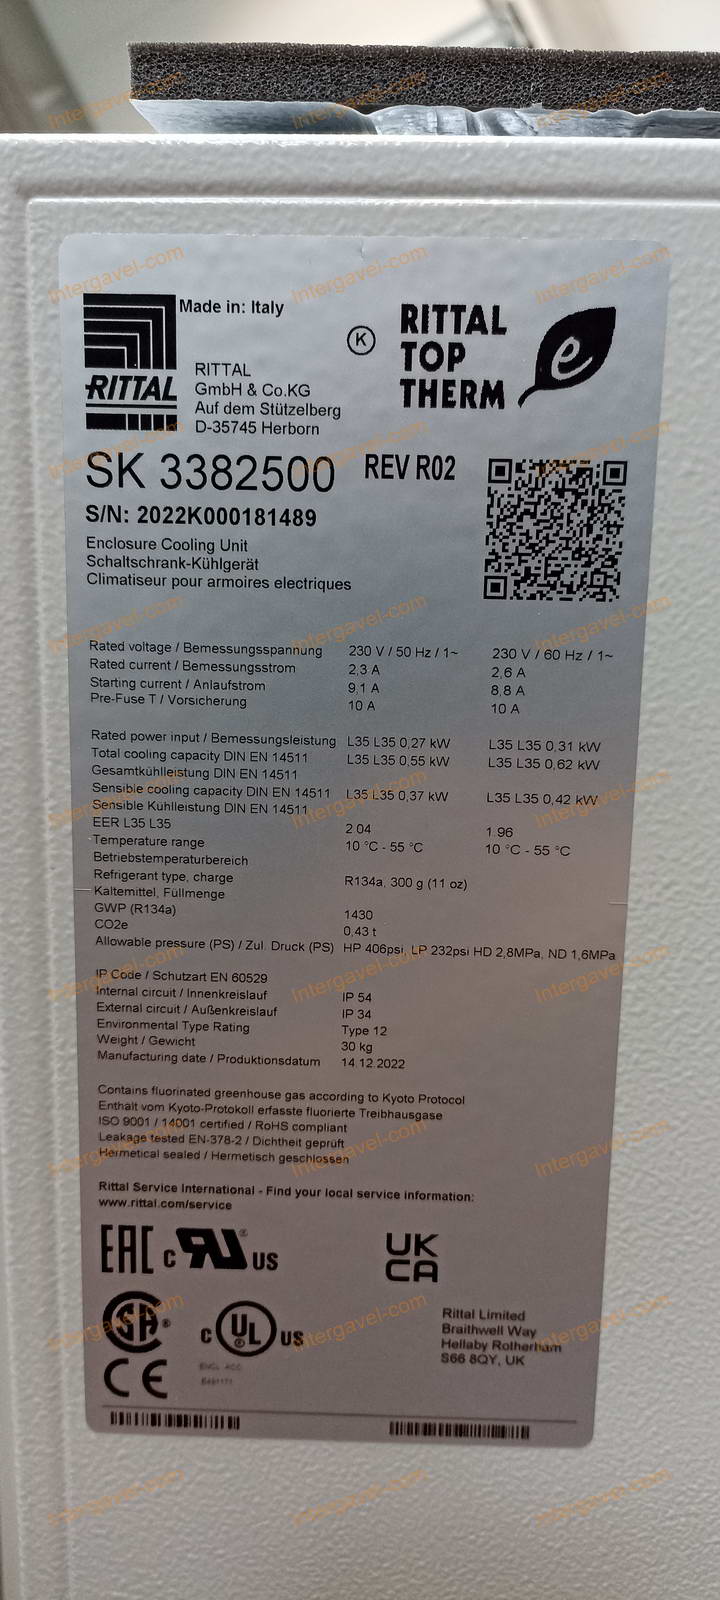 Made in: Italy
RITTAL
RITTAL
GmbH & Co.KG
Auf dem Stützelberg
D-35745 Herborn
K
RITTAL
TOP
THERM
e
SK 3382500 REV R02
S/N: 2022K000181489
Enclosure Cooling Unit
Schaltschrank-Kühlgerät
Climatiseur pour armoires electriques
Rated voltage / Bemessungsspannung 230 V / 50 Hz / 1~ 230 V / 60 Hz / 1~
Rated current / Bemessungsstrom 2,3 A 2,6 A
Starting current / Anlaufstrom 9,1 A 8,8 A
Pre-Fuse T / Vorsicherung 10 A 10 A
Rated power input / Bemessungsleistung L35 L35 0,27 kW L35 L35 0,31 kW
Total cooling capacity DIN EN 14511 L35 L35 0,55 kW L35 L35 0,62 kW
Gesamtkühlleistung DIN EN 14511
Sensible cooling capacity DIN EN 14511 L35 L35 0,37 kW L35 L35 0,42 kW
Sensible Kühlleistung DIN EN 14511
EER L35 L35 2.04 1.96
Temperature range 10 °C - 55 °C 10 °C - 55 °C
Betriebstemperaturbereich
Refrigerant type, charge R134a, 300 g (11 oz)
Kaltemittel, Füllmenge
GWP (R134a) 1430
CO2e 0,43 t
Allowable pressure (PS) / Zul. Druck (PS) HP 406psi, LP 232psi HD 2,8MPa, ND 1,6MPa
IP Code / Schutzart EN 60529
Internal circuit / Innenkreislauf IP 54
External circuit / Außenkreislauf IP 34
Environmental Type Rating Type 12
Weight / Gewicht 30 kg
Manufacturing date / Produktionsdatum 14.12.2022
Contains fluorinated greenhouse gas according to Kyoto Protocol
Enthält vom Kyoto-Protokoll erfasste fluorierte Treibhausgase
ISO 9001 / 14001 certified / RoHS compliant
Leakage tested EN-378-2 / Dichtheit geprüft
Hermetical sealed / Hermetisch geschlossen
Rittal Service International - Find your local service information:
www.rittal.com/service
EAC c RU® US
UK
CA
SA® c UL® US
CE
Rittal Limited
Braithwell Way
Hellaby Rotherham
S66 8QY, UK
Intergavel.com